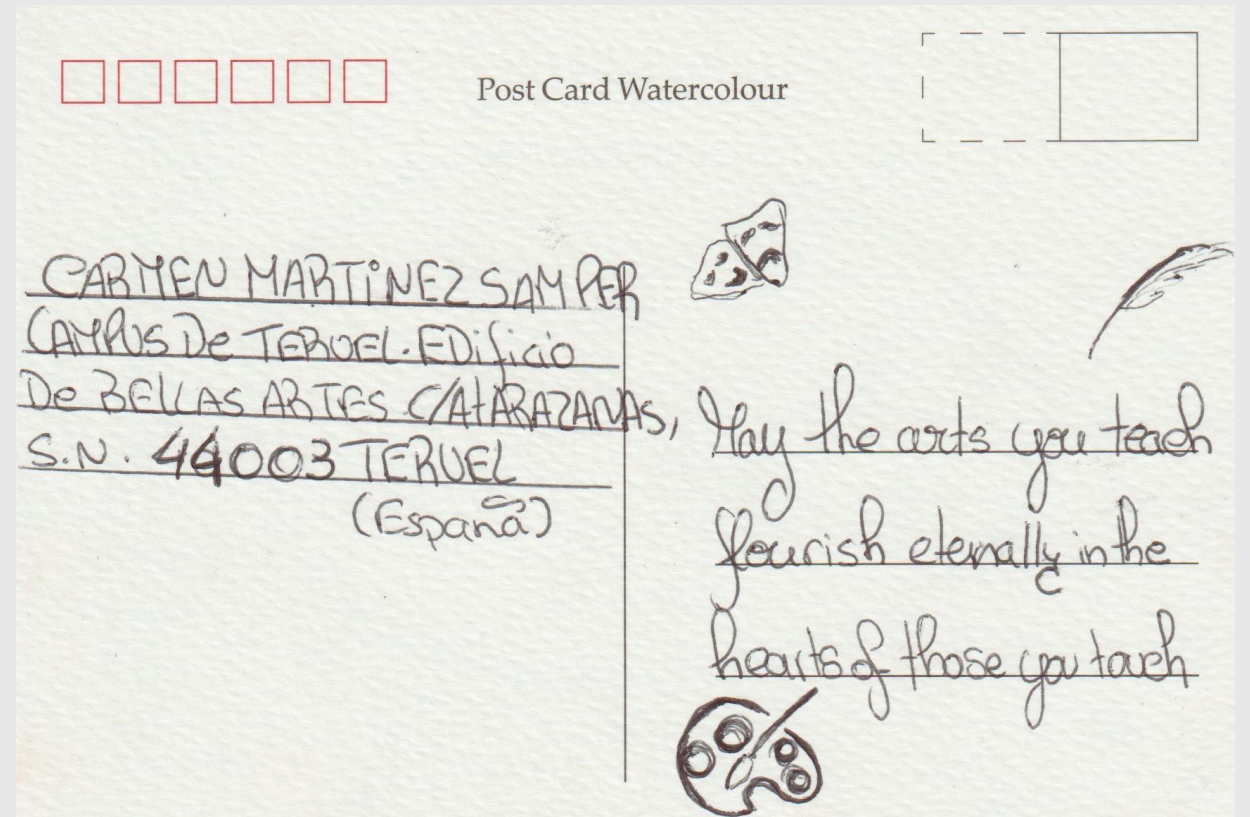 Post Card Watercolour
CARMEN MARTiNEZ SAMPER
CAMPUS De TERUEL. EDificio
De BELLAS ARTES C/AtARAZANAS,
S.N. 44003 TERUEL
(España)
May the arts you teach
flourish eternally in the
hearts of those you touch